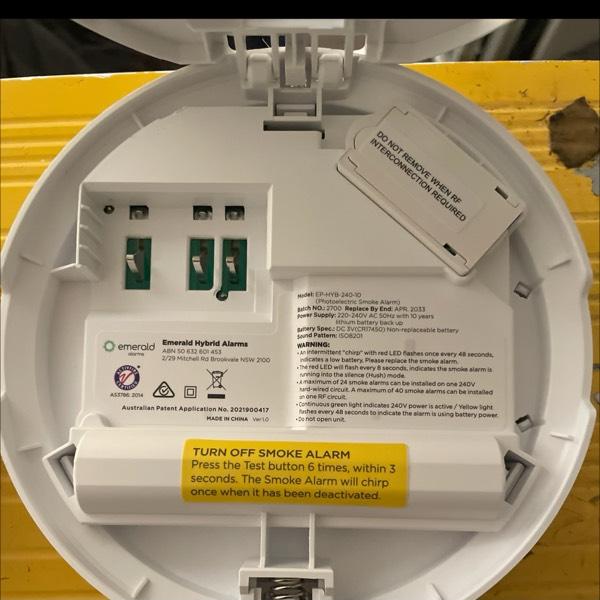 DO NOT REMOVE WHEN RF
INTERCONNECTION REQUIRED
Model: EP-HYB-240-10
(Photoelectric Smoke Alarm)
Batch NO.: 2700 Replace By End: APR. 2033
Power Supply: 220-240V AC 50Hz with 10 years
lithium battery back up
Battery Spec.: DC 3V(CR17450) Non-replaceable battery
Sound Pattern: ISO8201
WARNING:
• An intermittent "chirp" with red LED flashes once every 48 seconds,
indicates a low battery. Please replace the smoke alarm.
• The red LED will flash every 8 seconds, indicates the smoke alarm is
running into the silence (Hush) mode.
• A maximum of 24 smoke alarms can be installed on one 240V
hard-wired circuit. A maximum of 40 smoke alarms can be installed
on one RF circuit.
• Continuous green light indicates 240V power is active / Yellow light
flashes every 48 seconds to indicate the alarm is using battery power.
• Do not open unit.
emerald
alarms
Emerald Hybrid Alarms
ABN 50 632 601 453
2/29 Mitchell Rd Brookvale NSW 2100
AS3786: 2014
Australian Patent Application No. 2021900417
MADE IN CHINA Ver1.0
TURN OFF SMOKE ALARM
Press the Test button 6 times, within 3
seconds. The Smoke Alarm will chirp
once when it has been deactivated.